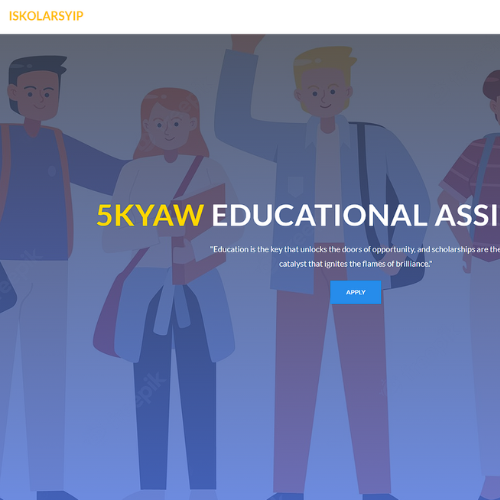 ISKOLARSYIP
5KYAW EDUCATIONAL ASSI
"Education is the key that unlocks the doors of opportunity, and scholarships are the
catalyst that ignites the flames of brilliance."
APPLY